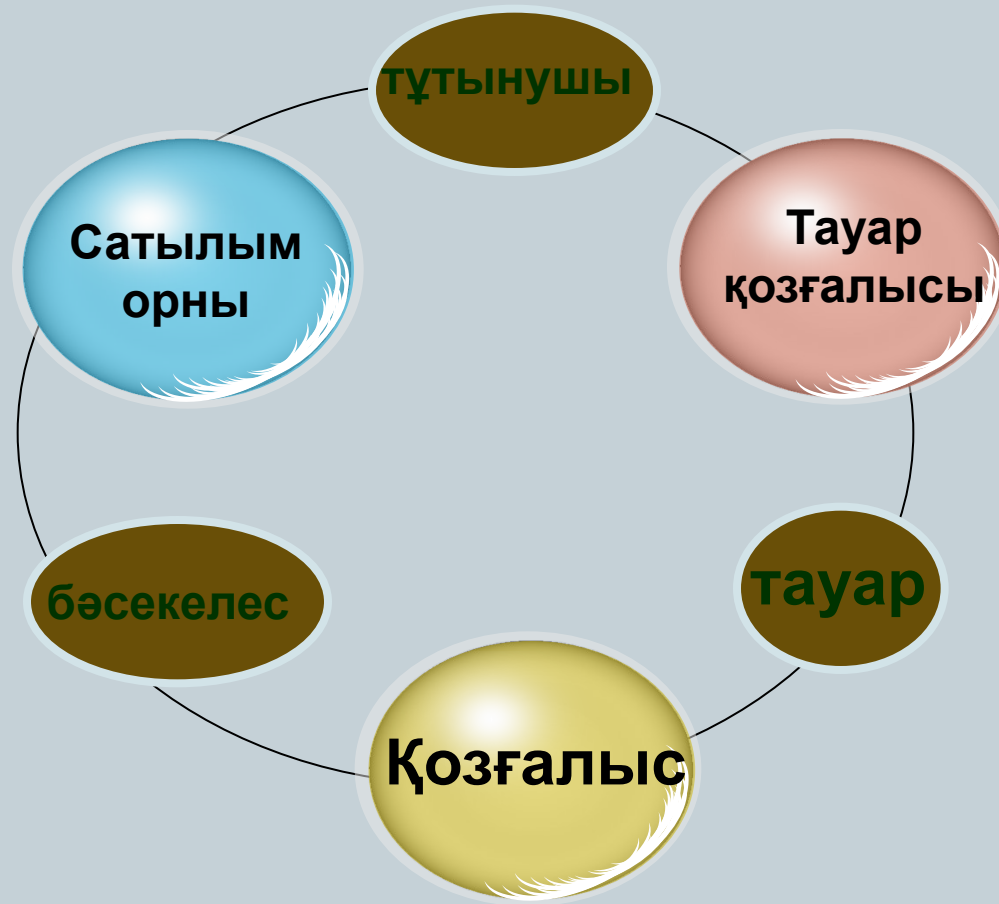 тұтынушы
Сатылым
орны
Тауар
қозғалысы
бәсекелес
тауар
Қозғалыс